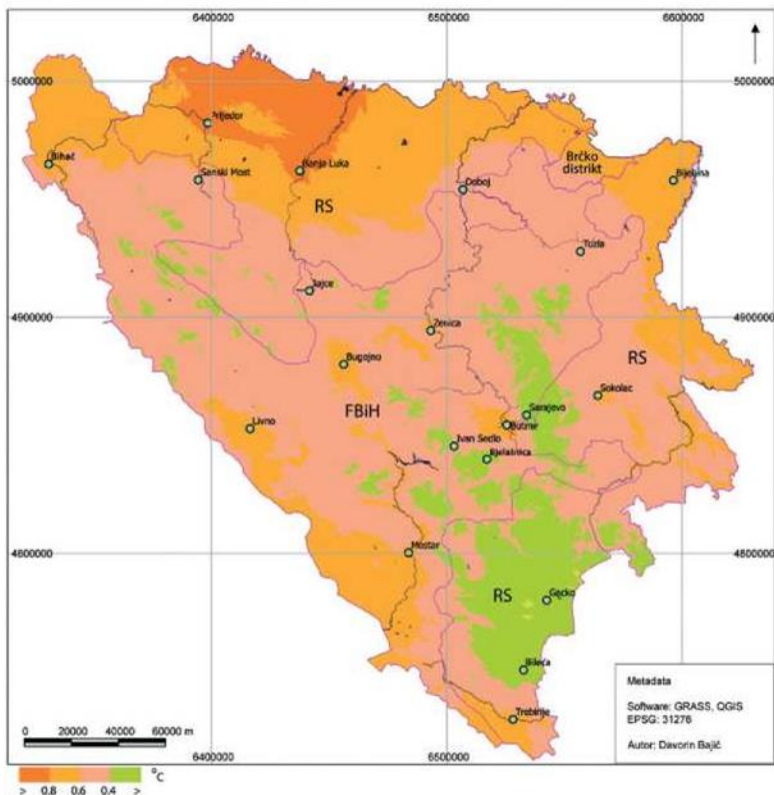 6400000 6500000 6600000
5000000 5000000
Prijedor
Bihać
Sanski Most
Banja Luka
Brčko
distrikt
Bijeljina
RS
Doboj
Tuzla
Jajce
4900000 4900000
Zenica
Bugojno
RS
Sokolac
FBiH
Sarajevo
Livno
Butmir
Ivan Sedlo
Bjelašnica
4800000 4800000
Mostar
RS
Gacko
Bileća
Trebinje
Metadata
Software: GRASS, QGIS
EPSG: 31276
Autor: Davorin Bajić
0 20000 40000 60000 m
6400000 6500000
°C
> 0.8 0.6 0.4 >